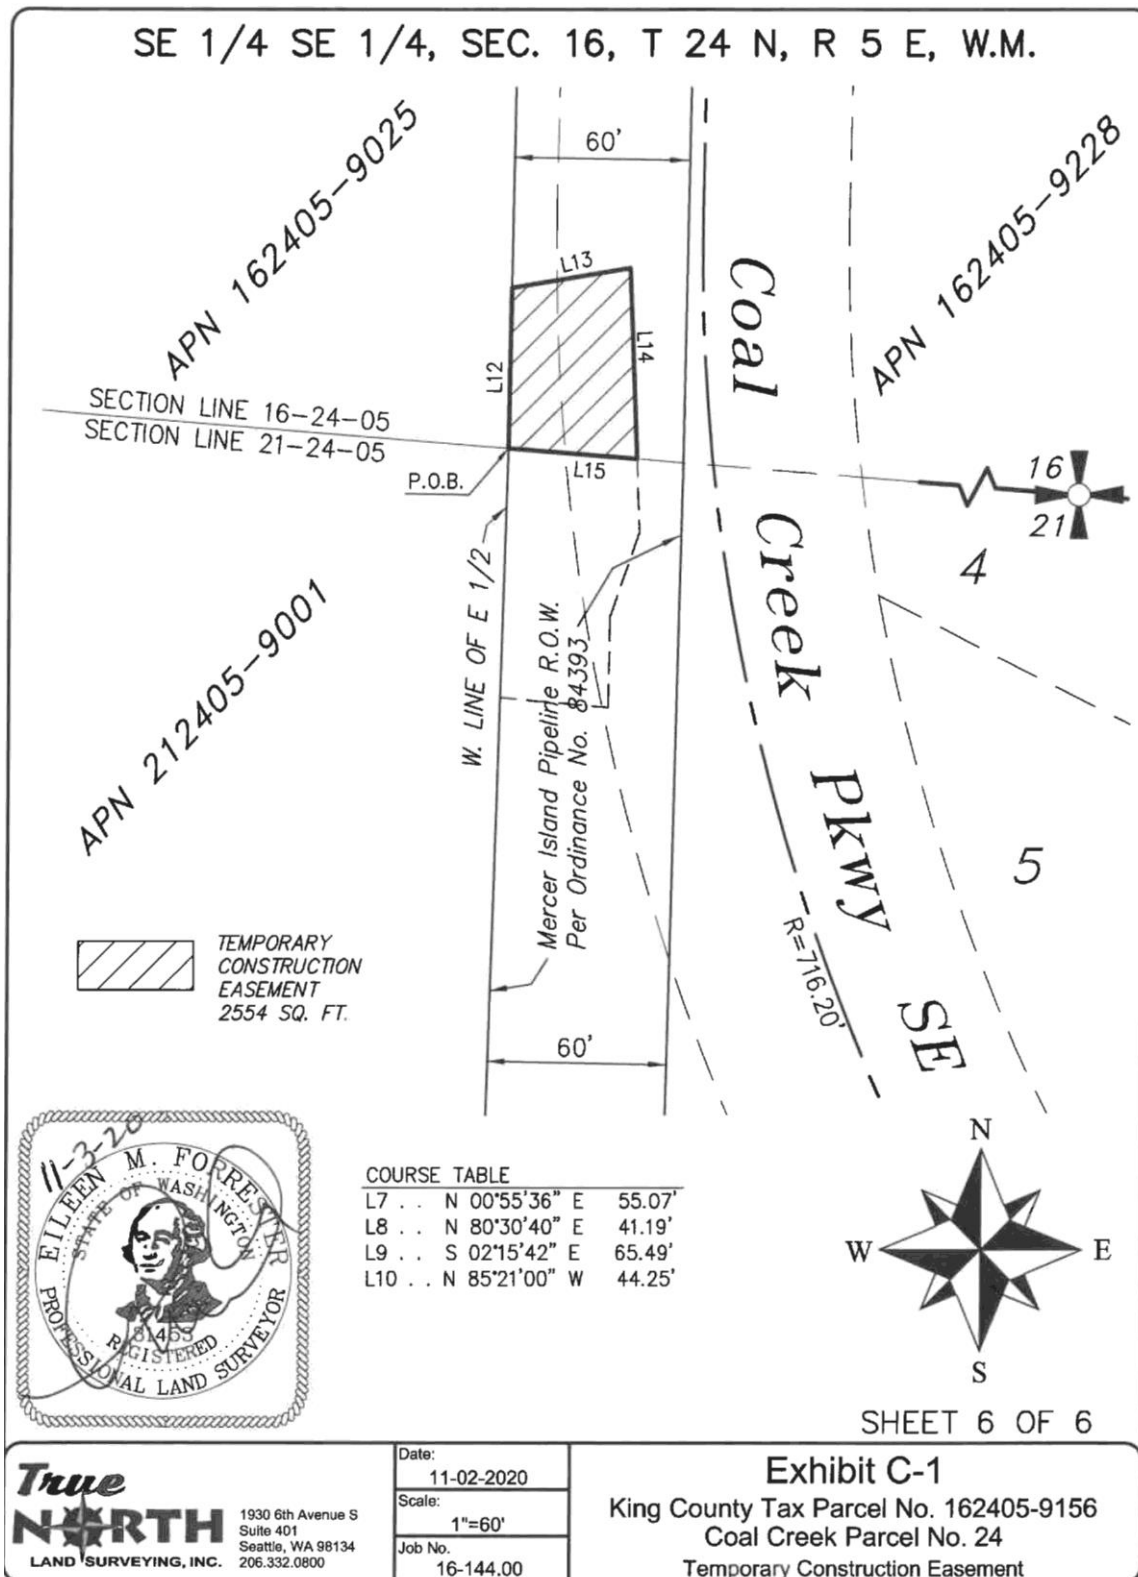 SE 1/4 SE 1/4, SEC. 16, T 24 N, R 5 E, W.M.
60'
APN 162405-9025
APN 162405-9228
L13
L12
L14
L15
SECTION LINE 16-24-05
SECTION LINE 21-24-05
P.O.B.
16
21
4
5
Coal Creek Pkwy SE
W. LINE OF E 1/2
Mercer Island Pipeline R.O.W.
Per Ordinance No. 84393
APN 212405-9001
R=716.20'
TEMPORARY
CONSTRUCTION
EASEMENT
2554 SQ. FT.
60'
11-3-20
EILEEN M. FORRESTER
STATE OF WASHINGTON
REGISTERED
PROFESSIONAL LAND SURVEYOR
COURSE TABLE
L7 . . N 00°55'36" E 55.07'
L8 . . N 80°30'40" E 41.19'
L9 . . S 02°15'42" E 65.49'
L10 . . N 85°21'00" W 44.25'
N
W
E
S
SHEET 6 OF 6
True
NORTH
LAND SURVEYING, INC.
1930 6th Avenue S
Suite 401
Seattle, WA 98134
206.332.0800
Date:
11-02-2020
Scale:
1"=60'
Job No.
16-144.00
Exhibit C-1
King County Tax Parcel No. 162405-9156
Coal Creek Parcel No. 24
Temporary Construction Easement